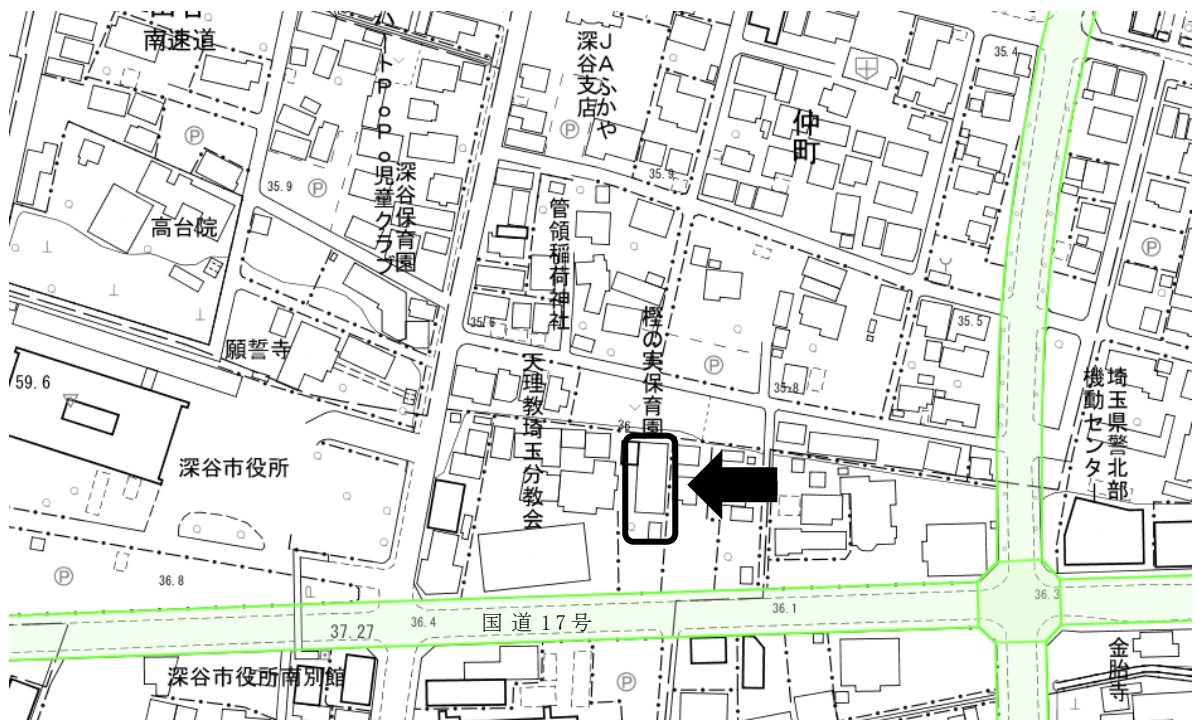 南速道
トPoPo児童クラブ
深谷保育園
JAふかや
深谷支店
仲町
35.4
35.9
35.9
高台院
管領稲荷神社
35.6
樫の実保育園
35.5
願誓寺
59.6
天理教埼玉分教会
35.8
埼玉県警北部
機動センター
36
深谷市役所
P
P
P
P
P
P
P
36.8
36.4
国道17号
36.1
36.3
37.27
深谷市役所南別館
金胎寺